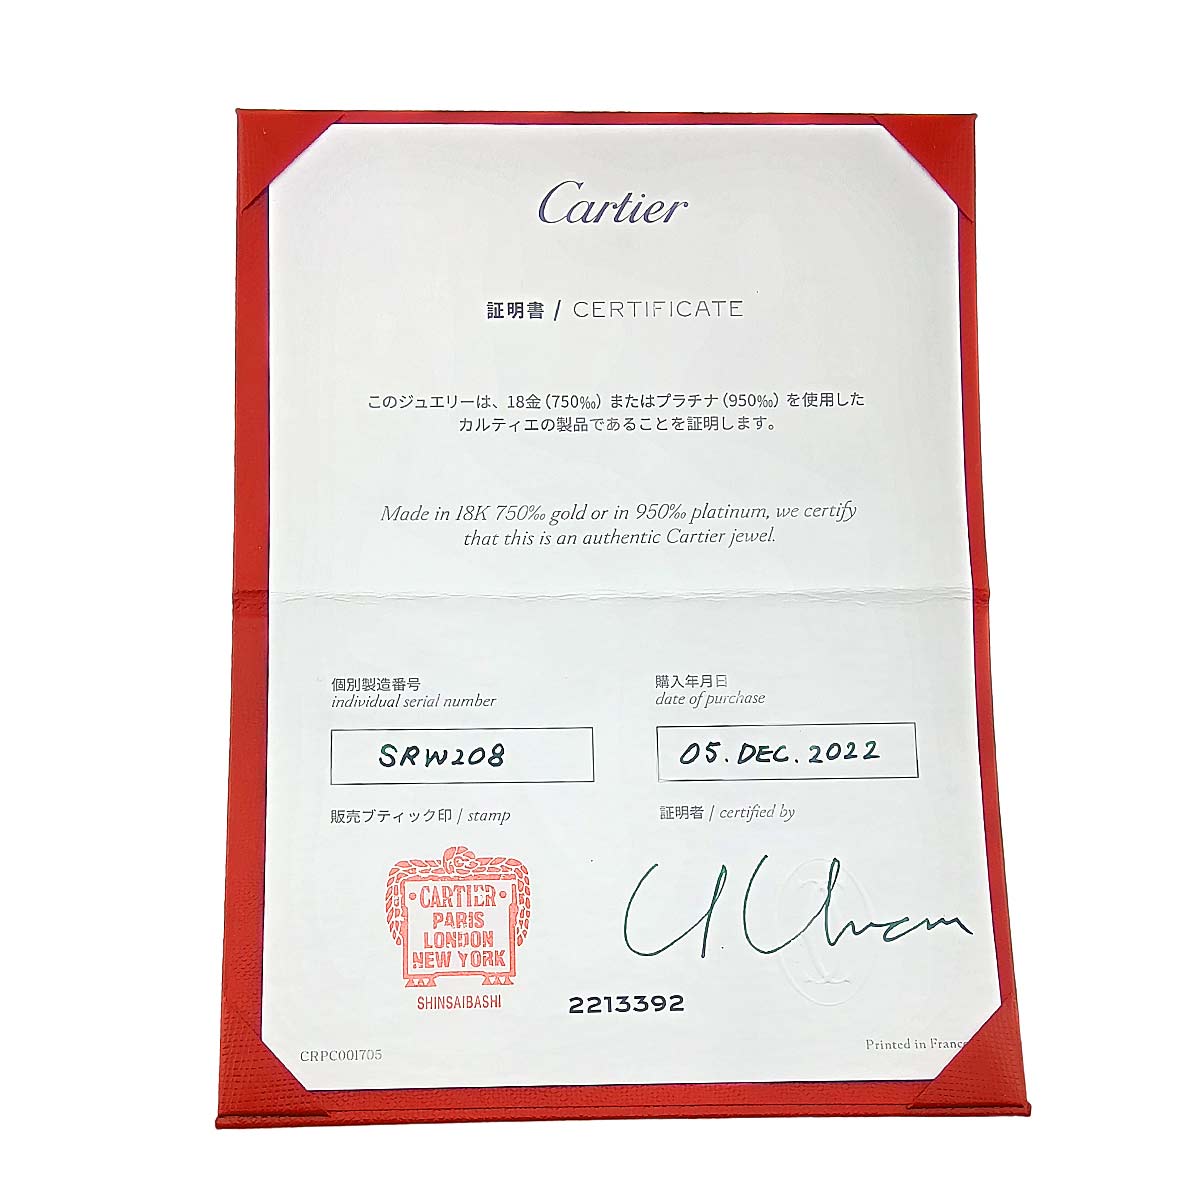 Cartier
証明書 / CERTIFICATE
このジュエリーは、18金(750‰)またはプラチナ(950‰)を使用した
カルティエの製品であることを証明します。
Made in 18K 750‰ gold or in 950‰ platinum, we certify
that this is an authentic Cartier jewel.
個別製造番号
individual serial number
SRW208
購入年月日
date of purchase
05. DEC. 2022
販売ブティック印 / stamp
証明者 / certified by
CARTIER
PARIS
LONDON
NEW YORK
SHINSAIBASHI
2213392
CRPC001705
Printed in France